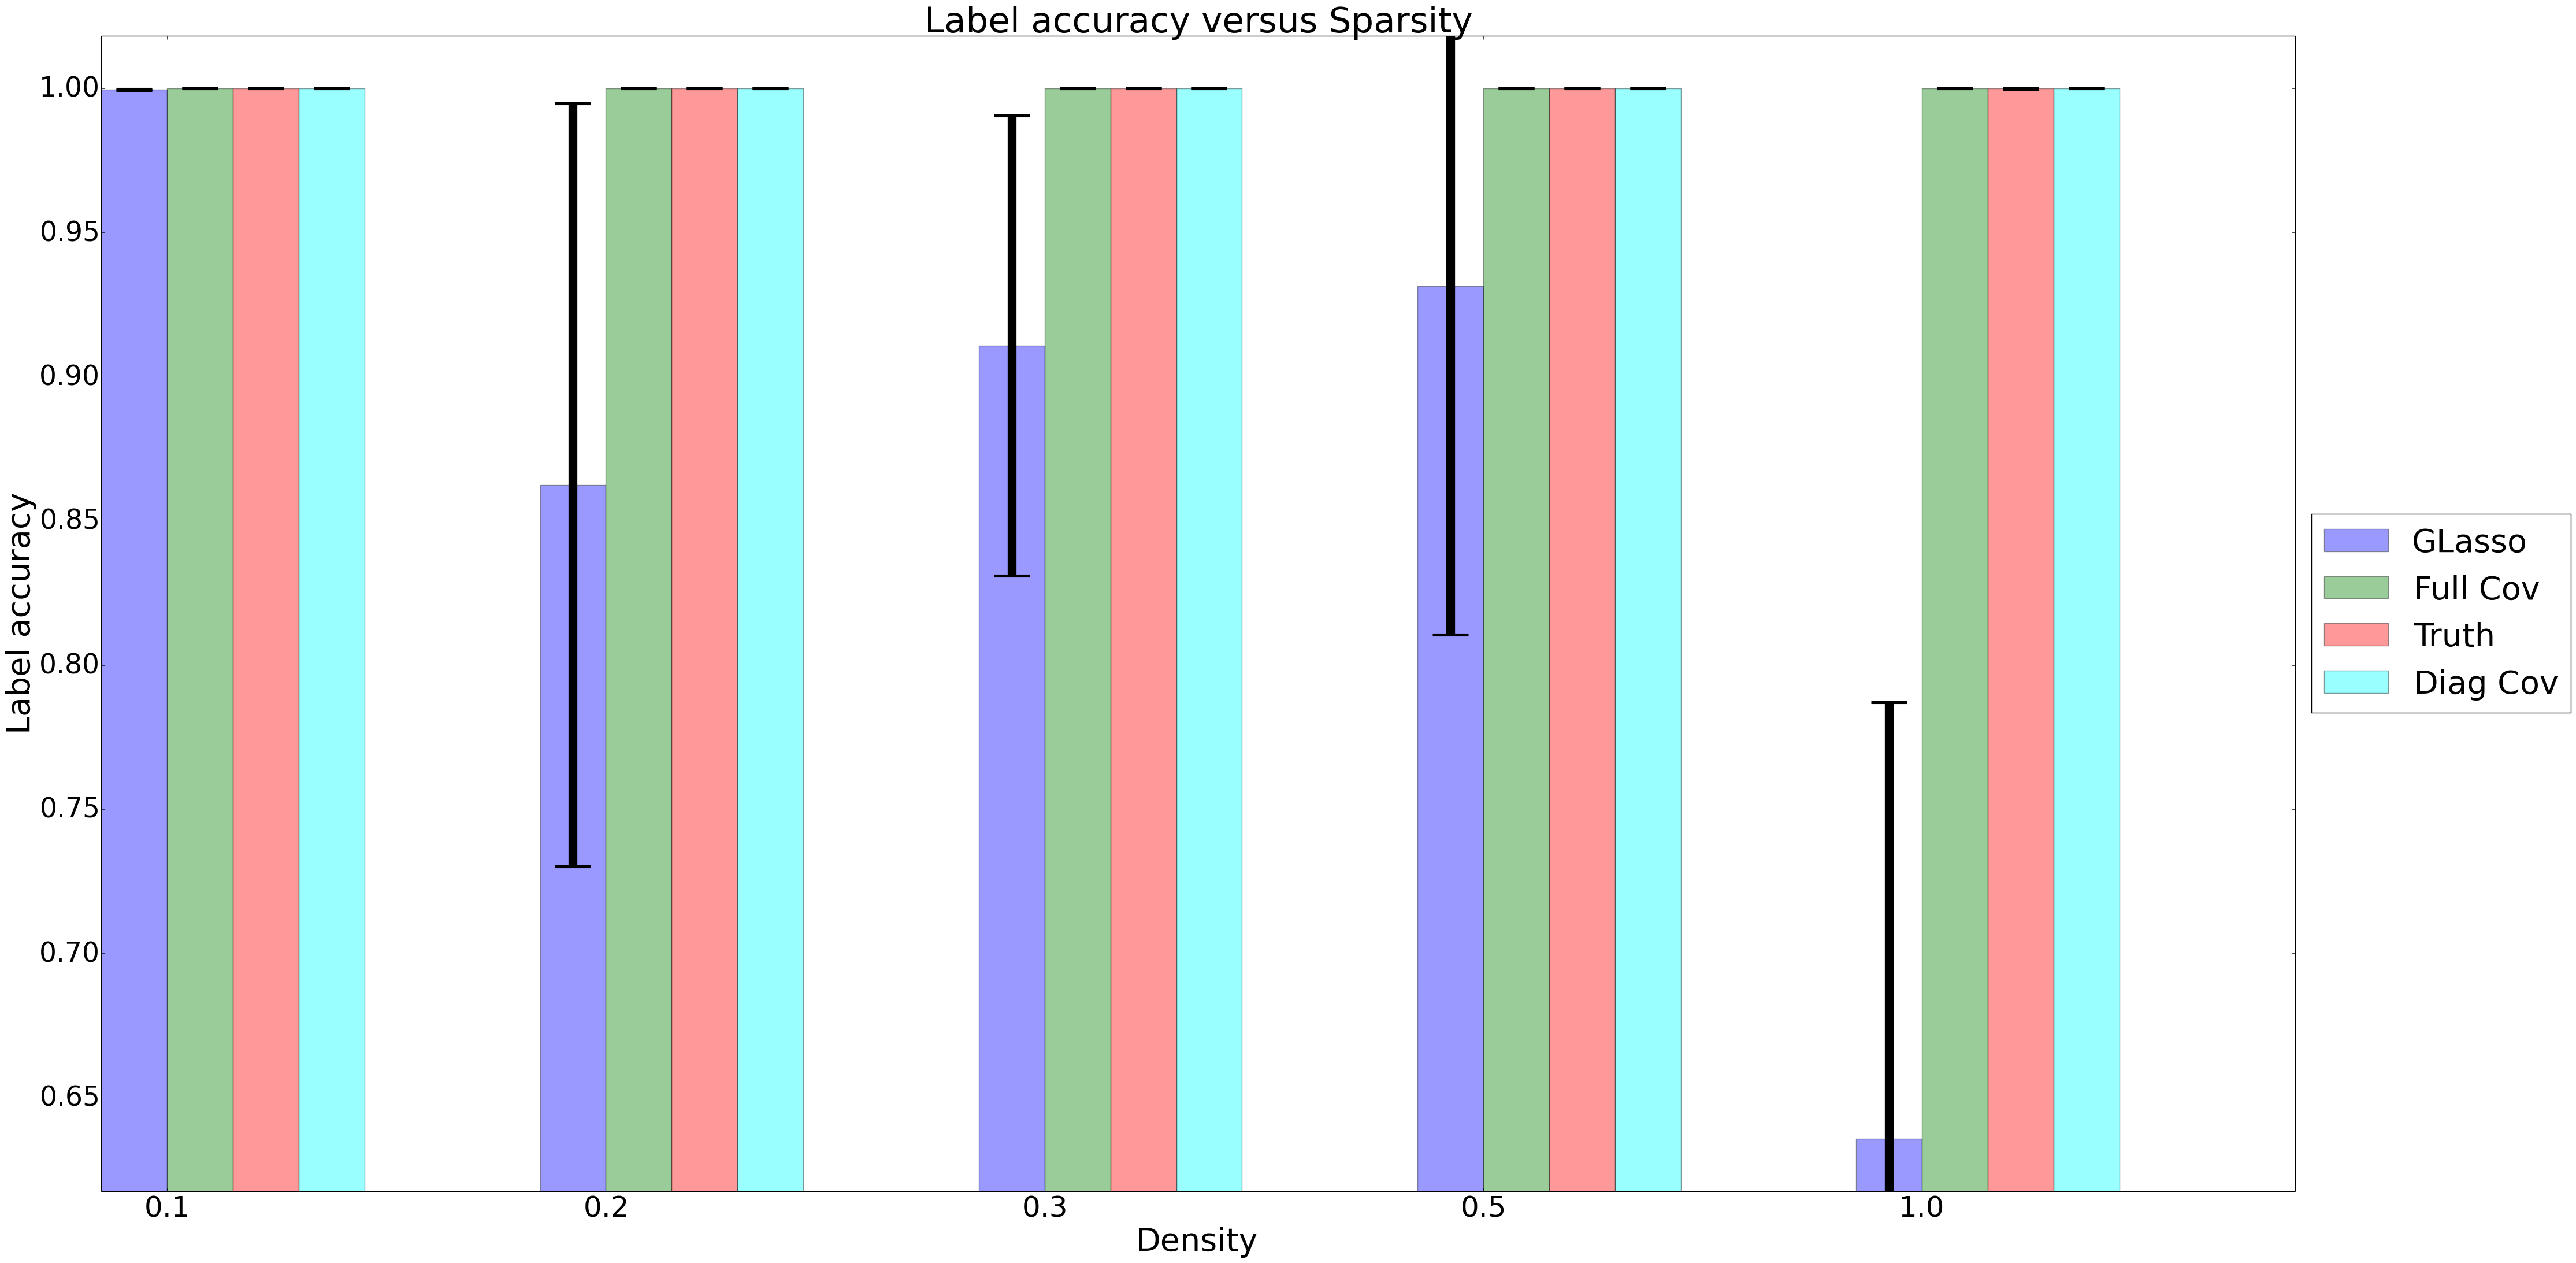 Label accuracy versus Sparsity
Label accuracy
1.00
0.95
0.90
0.85
0.80
0.75
0.70
0.65
0.1
0.2
0.3
0.5
1.0
Density
GLasso
Full Cov
Truth
Diag Cov